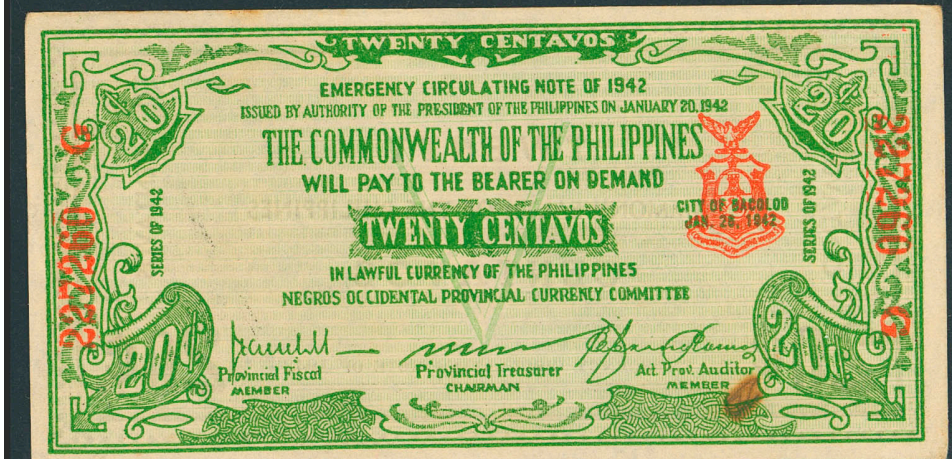 TWENTY CENTAVOS
EMERGENCY CIRCULATING NOTE OF 1942
ISSUED BY AUTHORITY OF THE PRESIDENT OF THE PHILIPPINES ON JANUARY 20, 1942
20 20¢
THE COMMONWEALTH OF THE PHILIPPINES
WILL PAY TO THE BEARER ON DEMAND
227260 G
SERIES OF 1942
TWENTY CENTAVOS
CITY OF BACOLOD
JAN. 26, 1942
SERIES OF 1942
227260 G
IN LAWFUL CURRENCY OF THE PHILIPPINES
NEGROS OCCIDENTAL PROVINCIAL CURRENCY COMMITTEE
20¢ 20¢
Provincial Fiscal Provincial Treasurer Act. Prov. Auditor
MEMBER CHAIRMAN MEMBER